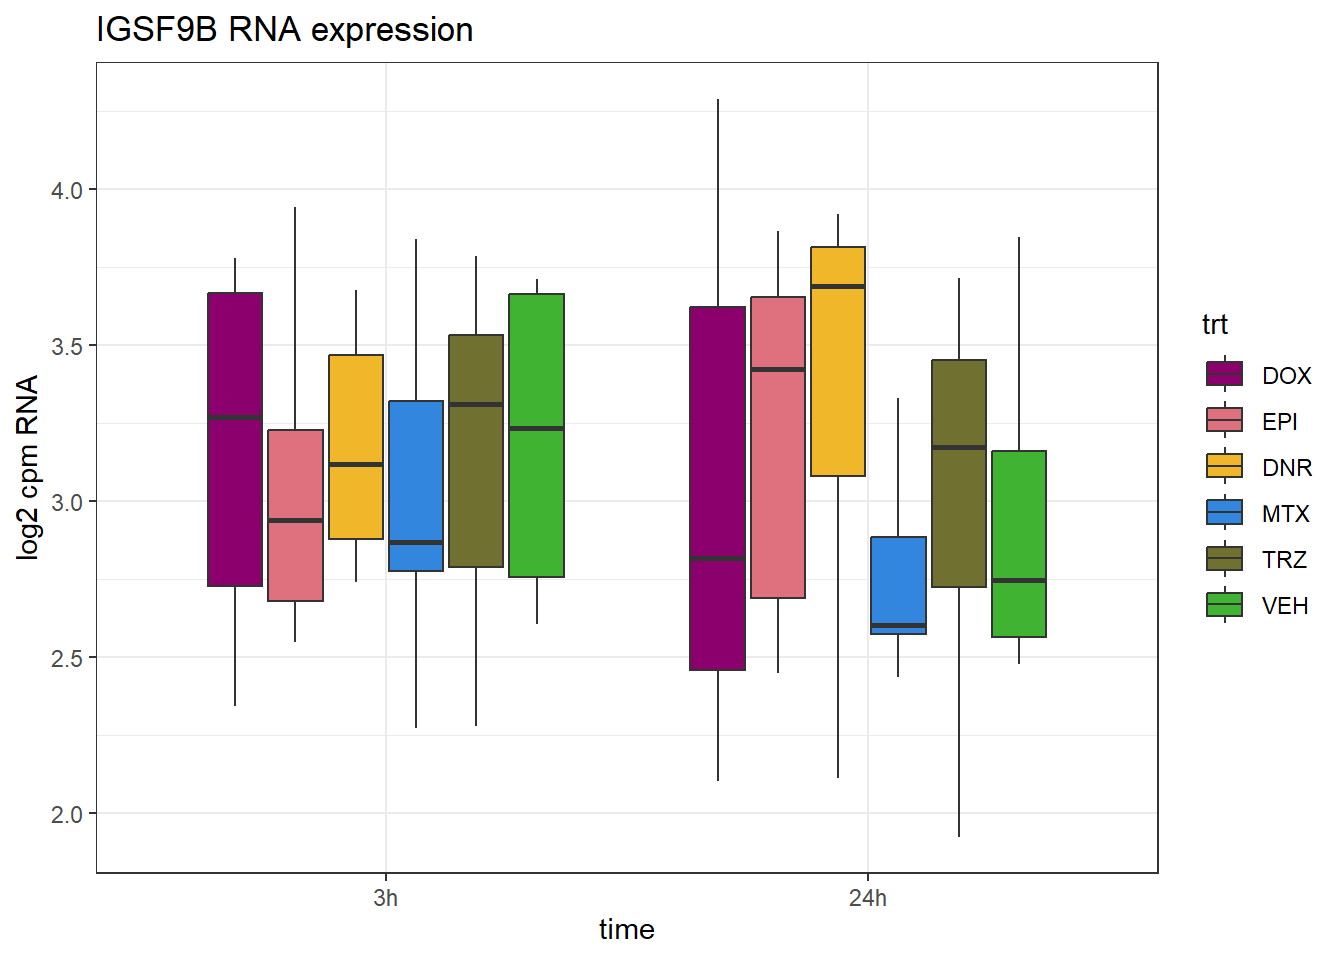 IGSF9B RNA expression
log2 cpm RNA
4.0
3.5
3.0
2.5
2.0
3h
24h
time
trt
DOX
EPI
DNR
MTX
TRZ
VEH